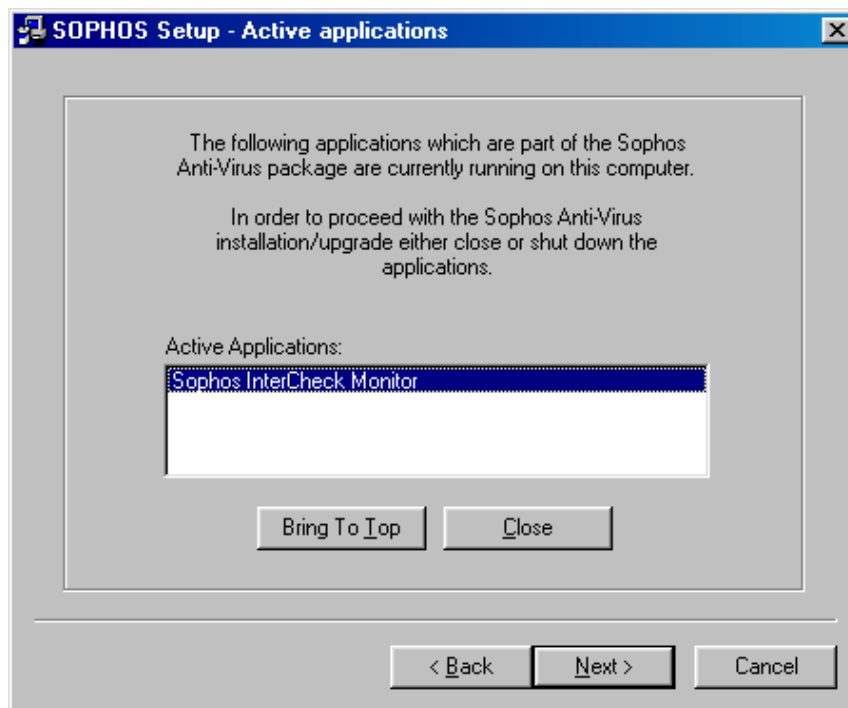 SOPHOS Setup - Active applications
The following applications which are part of the Sophos
Anti-Virus package are currently running on this computer.
In order to proceed with the Sophos Anti-Virus
installation/upgrade either close or shut down the
applications.
Active Applications:
Sophos InterCheck Monitor
Bring To Top
Close
< Back
Next >
Cancel